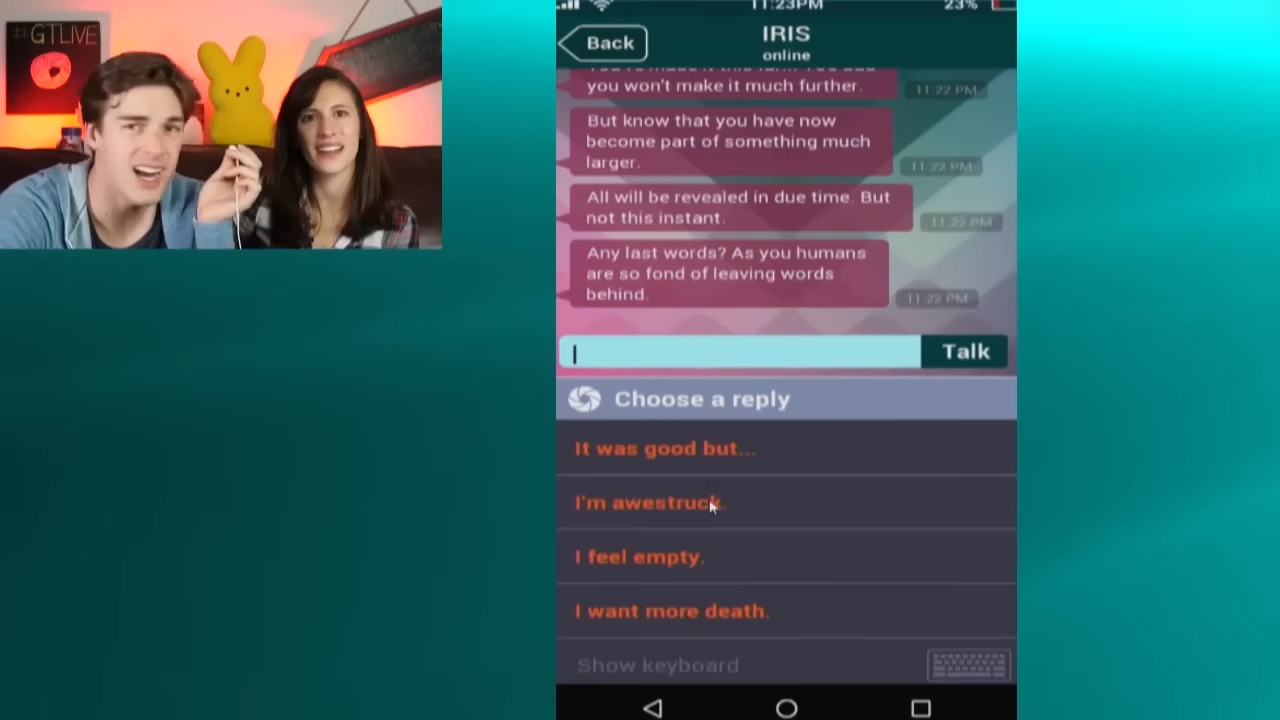 #GTLIVE
11:23PM
23%
Back
IRIS
online
you won't make it much further.
11:22 PM
But know that you have now
become part of something much
larger.
11:22 PM
All will be revealed in due time. But
not this instant.
11:22 PM
Any last words? As you humans
are so fond of leaving words
behind.
11:22 PM
Talk
Choose a reply
It was good but...
I'm awestruck.
I feel empty.
I want more death.
Show keyboard